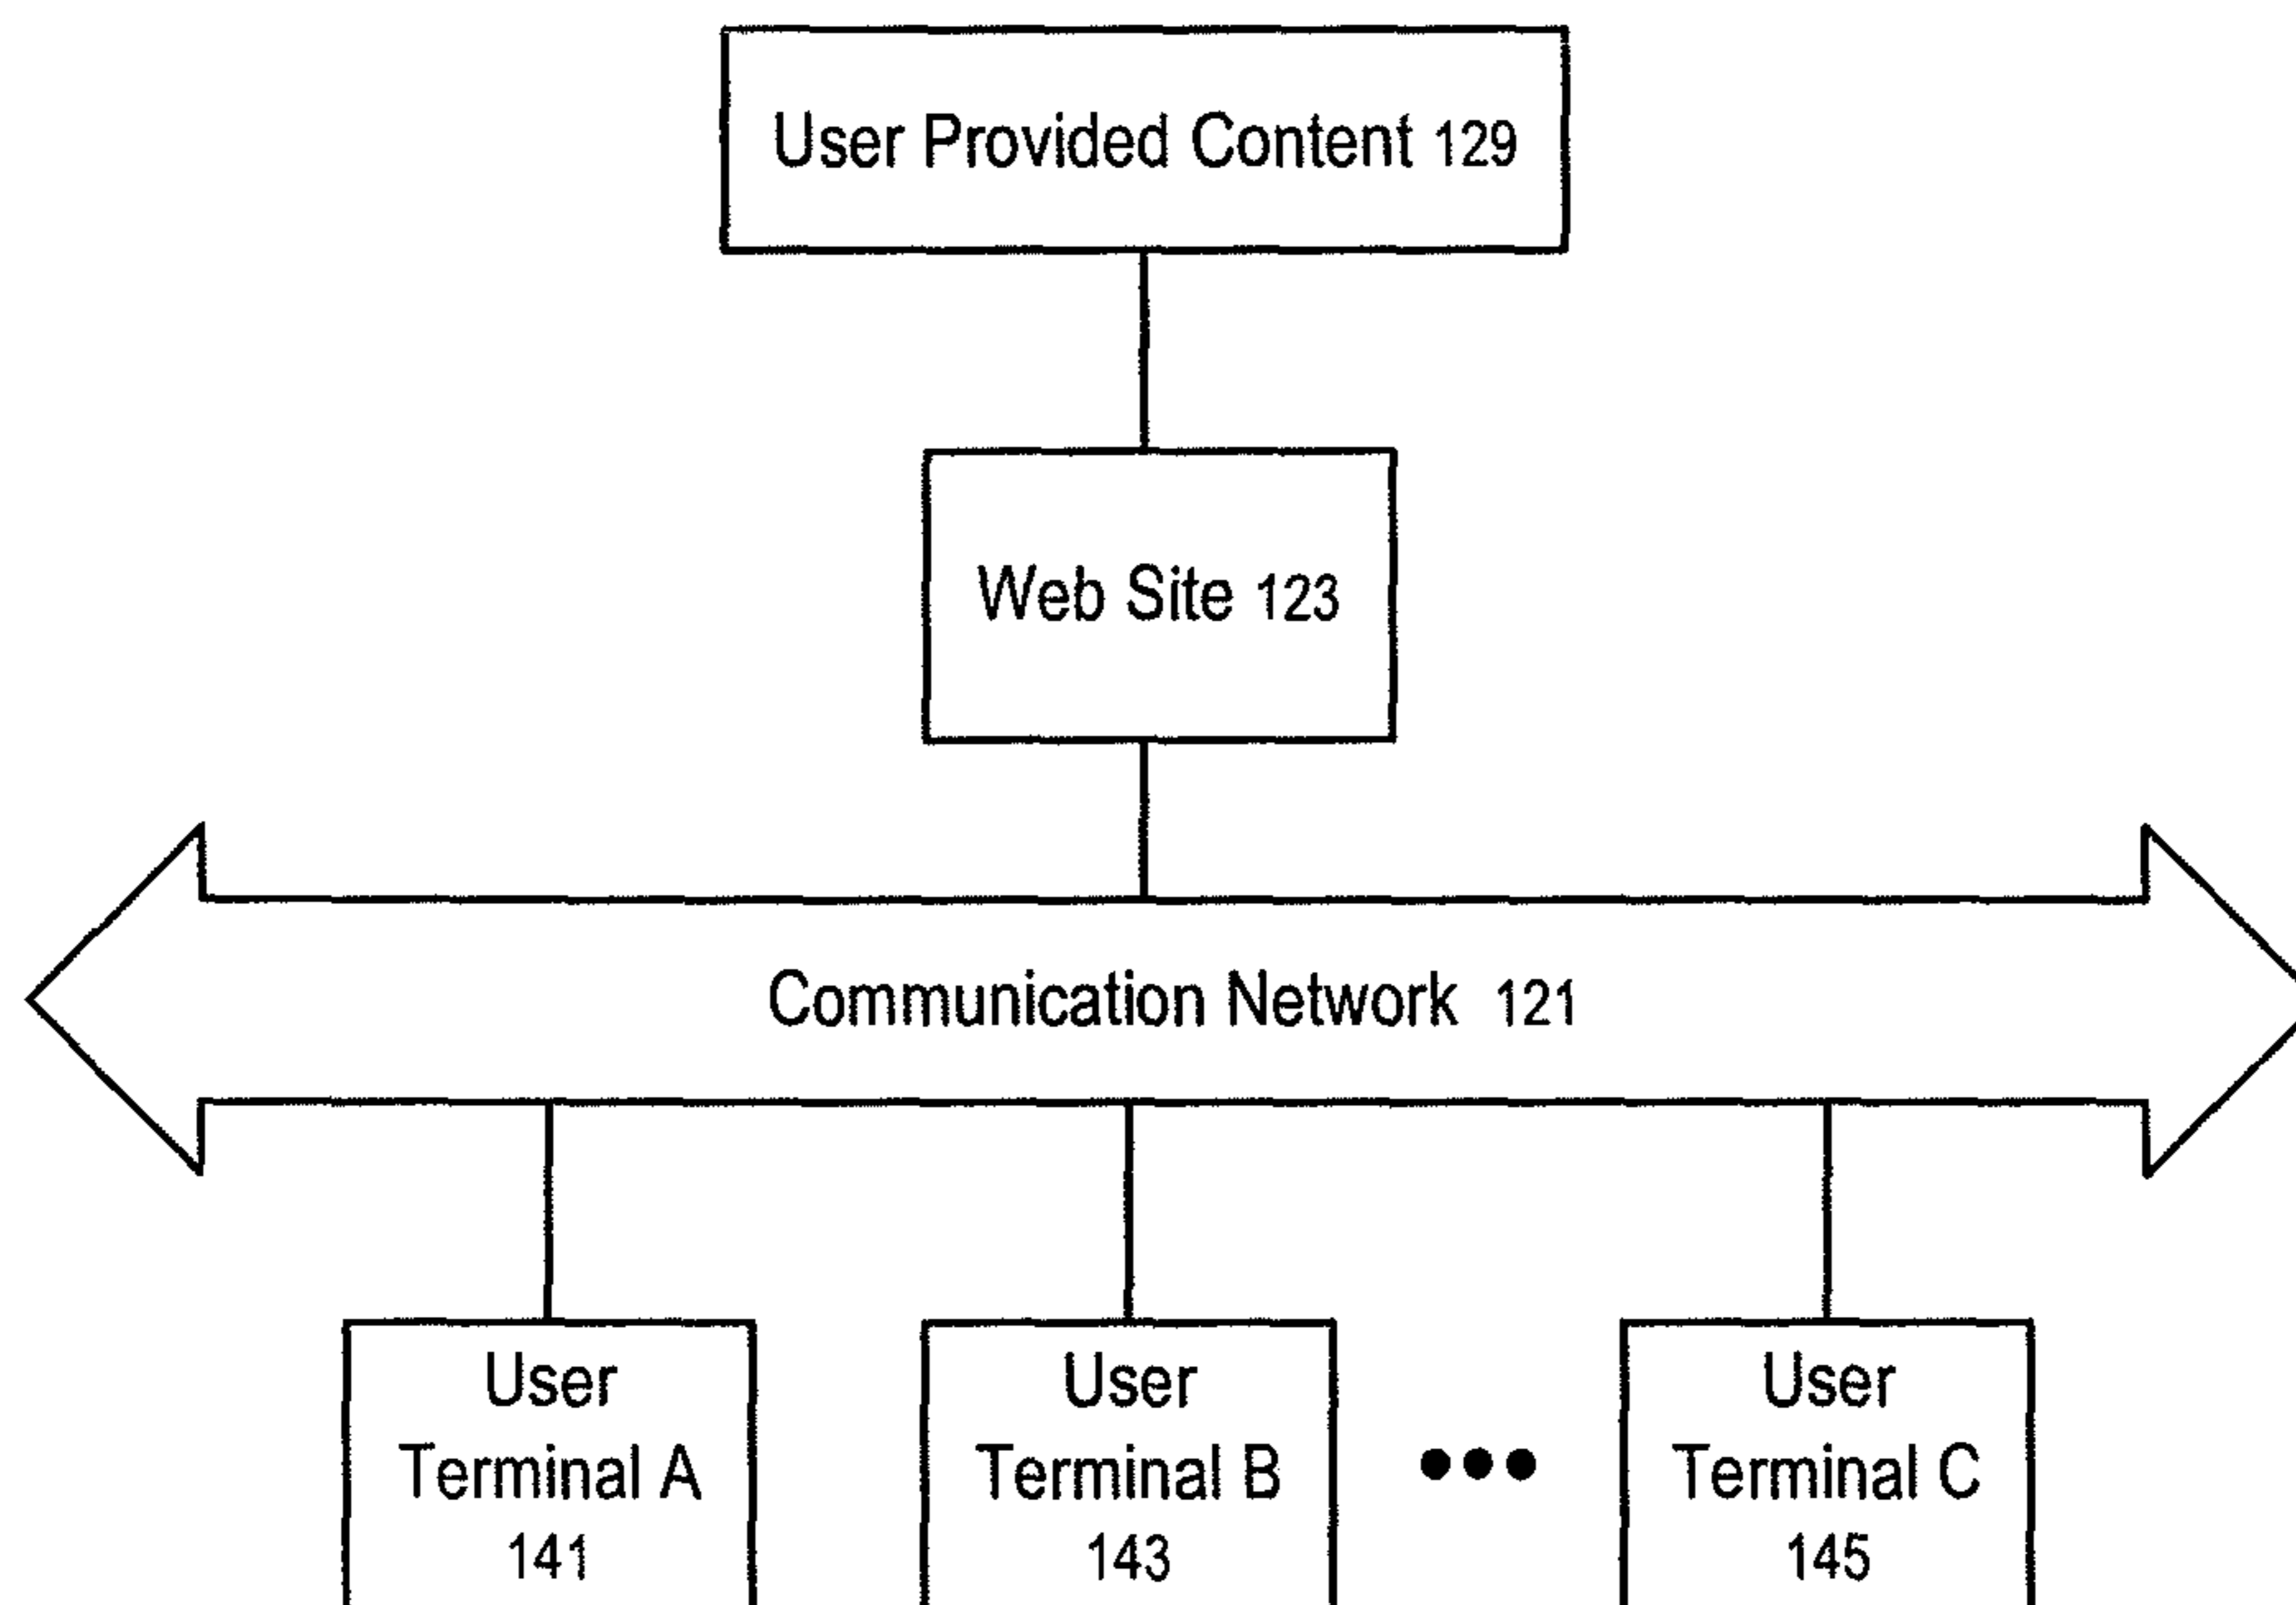 User Provided Content 129
Web Site 123
Communication Network 121
User
Terminal A
141
User
Terminal B
143
User
Terminal C
145